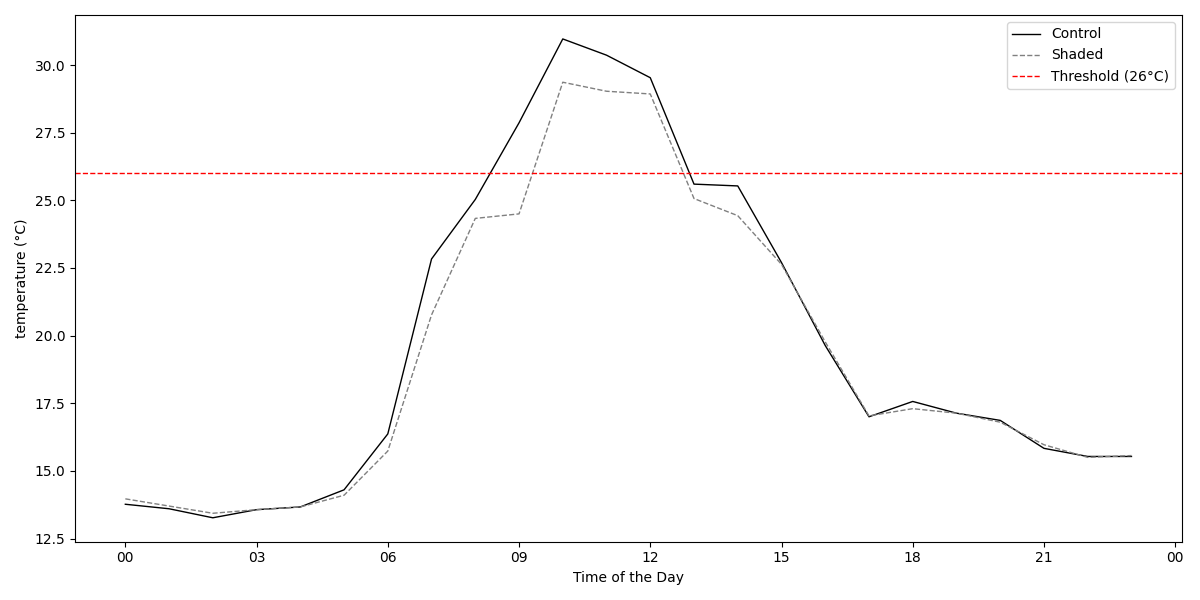 Control
Shaded
Threshold (26°C)
30.0
27.5
25.0
22.5
20.0
17.5
15.0
12.5
temperature (°C)
00 03 06 09 12 15 18 21 00
Time of the Day